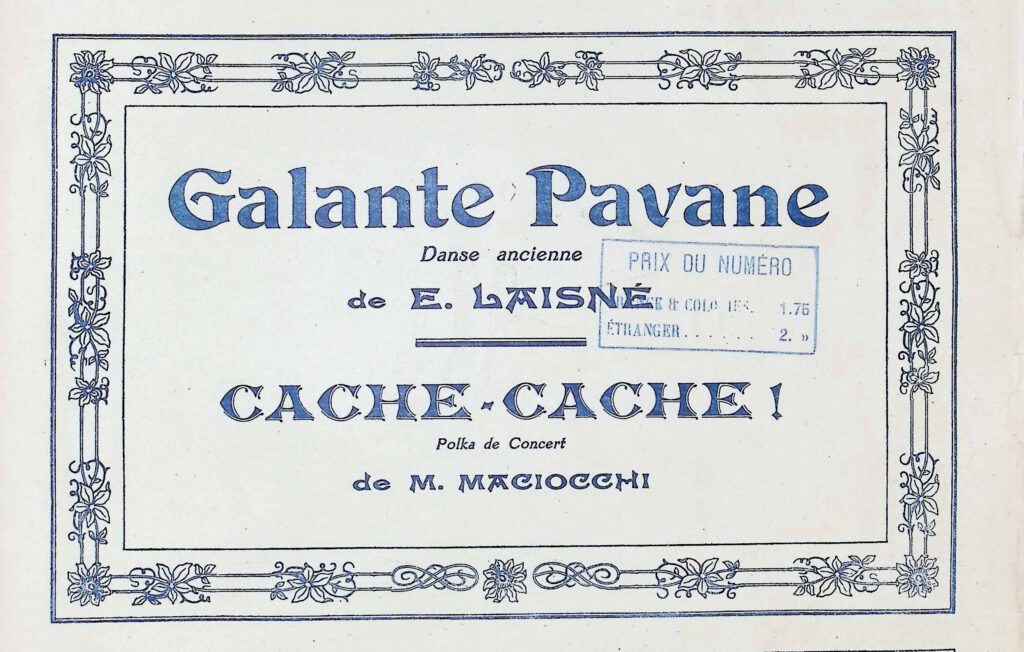 Galante Pavane
Danse ancienne
de E. LAISNÉ
PRIX DU NUMÉRO
& COLONIES. 1.75
ÉTRANGER...... 2. »
CACHE-CACHE !
Polka de Concert
de M. MACIOCCHI